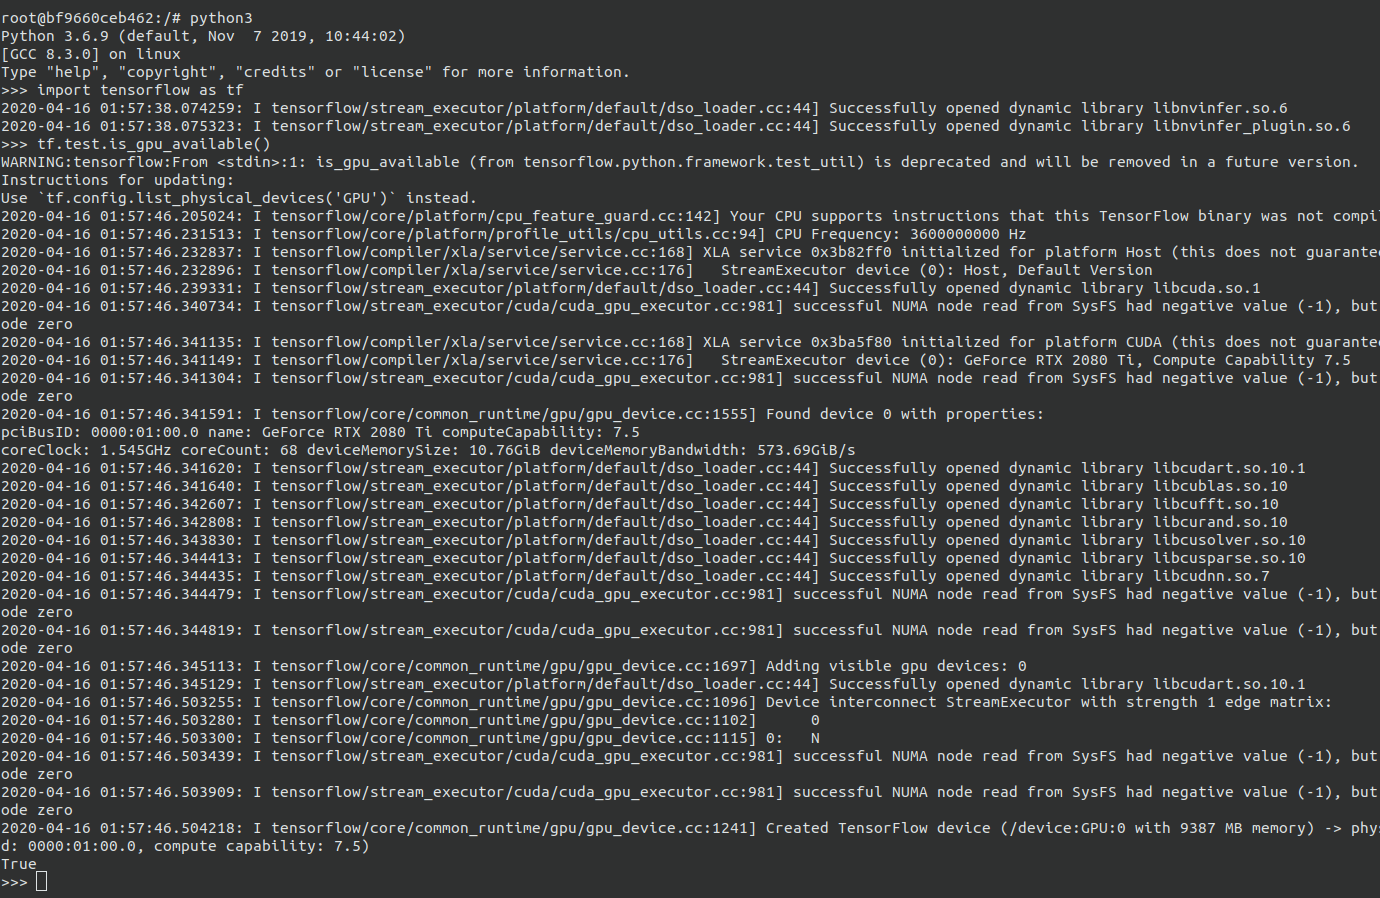 root@bf9660ceb462:/# python3
Python 3.6.9 (default, Nov  7 2019, 10:44:02)
[GCC 8.3.0] on linux
Type "help", "copyright", "credits" or "license" for more information.
>>> import tensorflow as tf
2020-04-16 01:57:38.074259: I tensorflow/stream_executor/platform/default/dso_loader.cc:44] Successfully opened dynamic library libnvinfer.so.6
2020-04-16 01:57:38.075323: I tensorflow/stream_executor/platform/default/dso_loader.cc:44] Successfully opened dynamic library libnvinfer_plugin.so.6
>>> tf.test.is_gpu_available()
WARNING:tensorflow:From <stdin>:1: is_gpu_available (from tensorflow.python.framework.test_util) is deprecated and will be removed in a future version.
Instructions for updating:
Use `tf.config.list_physical_devices('GPU')` instead.
2020-04-16 01:57:46.205024: I tensorflow/core/platform/cpu_feature_guard.cc:142] Your CPU supports instructions that this TensorFlow binary was not compil
2020-04-16 01:57:46.231513: I tensorflow/core/platform/profile_utils/cpu_utils.cc:94] CPU Frequency: 3600000000 Hz
2020-04-16 01:57:46.232837: I tensorflow/compiler/xla/service/service.cc:168] XLA service 0x3b82ff0 initialized for platform Host (this does not guarantee
2020-04-16 01:57:46.232896: I tensorflow/compiler/xla/service/service.cc:176]   StreamExecutor device (0): Host, Default Version
2020-04-16 01:57:46.239331: I tensorflow/stream_executor/platform/default/dso_loader.cc:44] Successfully opened dynamic library libcuda.so.1
2020-04-16 01:57:46.340734: I tensorflow/stream_executor/cuda/cuda_gpu_executor.cc:981] successful NUMA node read from SysFS had negative value (-1), but
ode zero
2020-04-16 01:57:46.341135: I tensorflow/compiler/xla/service/service.cc:168] XLA service 0x3ba5f80 initialized for platform CUDA (this does not guarantee
2020-04-16 01:57:46.341149: I tensorflow/compiler/xla/service/service.cc:176]   StreamExecutor device (0): GeForce RTX 2080 Ti, Compute Capability 7.5
2020-04-16 01:57:46.341304: I tensorflow/stream_executor/cuda/cuda_gpu_executor.cc:981] successful NUMA node read from SysFS had negative value (-1), but
ode zero
2020-04-16 01:57:46.341591: I tensorflow/core/common_runtime/gpu/gpu_device.cc:1555] Found device 0 with properties:
pciBusID: 0000:01:00.0 name: GeForce RTX 2080 Ti computeCapability: 7.5
coreClock: 1.545GHz coreCount: 68 deviceMemorySize: 10.76GiB deviceMemoryBandwidth: 573.69GiB/s
2020-04-16 01:57:46.341620: I tensorflow/stream_executor/platform/default/dso_loader.cc:44] Successfully opened dynamic library libcudart.so.10.1
2020-04-16 01:57:46.341640: I tensorflow/stream_executor/platform/default/dso_loader.cc:44] Successfully opened dynamic library libcublas.so.10
2020-04-16 01:57:46.342607: I tensorflow/stream_executor/platform/default/dso_loader.cc:44] Successfully opened dynamic library libcufft.so.10
2020-04-16 01:57:46.342808: I tensorflow/stream_executor/platform/default/dso_loader.cc:44] Successfully opened dynamic library libcurand.so.10
2020-04-16 01:57:46.343830: I tensorflow/stream_executor/platform/default/dso_loader.cc:44] Successfully opened dynamic library libcusolver.so.10
2020-04-16 01:57:46.344413: I tensorflow/stream_executor/platform/default/dso_loader.cc:44] Successfully opened dynamic library libcusparse.so.10
2020-04-16 01:57:46.344435: I tensorflow/stream_executor/platform/default/dso_loader.cc:44] Successfully opened dynamic library libcudnn.so.7
2020-04-16 01:57:46.344479: I tensorflow/stream_executor/cuda/cuda_gpu_executor.cc:981] successful NUMA node read from SysFS had negative value (-1), but
ode zero
2020-04-16 01:57:46.344819: I tensorflow/stream_executor/cuda/cuda_gpu_executor.cc:981] successful NUMA node read from SysFS had negative value (-1), but
ode zero
2020-04-16 01:57:46.345113: I tensorflow/core/common_runtime/gpu/gpu_device.cc:1697] Adding visible gpu devices: 0
2020-04-16 01:57:46.345129: I tensorflow/stream_executor/platform/default/dso_loader.cc:44] Successfully opened dynamic library libcudart.so.10.1
2020-04-16 01:57:46.503255: I tensorflow/core/common_runtime/gpu/gpu_device.cc:1096] Device interconnect StreamExecutor with strength 1 edge matrix:
2020-04-16 01:57:46.503280: I tensorflow/core/common_runtime/gpu/gpu_device.cc:1102]      0
2020-04-16 01:57:46.503300: I tensorflow/core/common_runtime/gpu/gpu_device.cc:1115] 0:   N
2020-04-16 01:57:46.503439: I tensorflow/stream_executor/cuda/cuda_gpu_executor.cc:981] successful NUMA node read from SysFS had negative value (-1), but
ode zero
2020-04-16 01:57:46.503909: I tensorflow/stream_executor/cuda/cuda_gpu_executor.cc:981] successful NUMA node read from SysFS had negative value (-1), but
ode zero
2020-04-16 01:57:46.504218: I tensorflow/core/common_runtime/gpu/gpu_device.cc:1241] Created TensorFlow device (/device:GPU:0 with 9387 MB memory) -> phys
d: 0000:01:00.0, compute capability: 7.5)
True
>>>